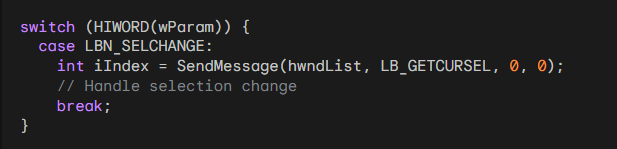 switch (HIWORD(wParam)) {
  case LBN_SELCHANGE:
    int iIndex = SendMessage(hwndList, LB_GETCURSEL, 0, 0);
    // Handle selection change
    break;
}